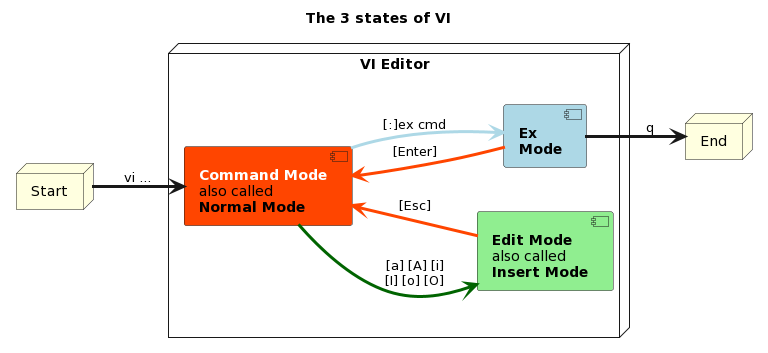 The 3 states of VI
VI Editor
Start
vi ...
Command Mode
also called
Normal Mode
[:]ex cmd
[Enter]
Ex
Mode
q
End
[Esc]
Edit Mode
also called
Insert Mode
[a] [A] [i]
[I] [o] [O]